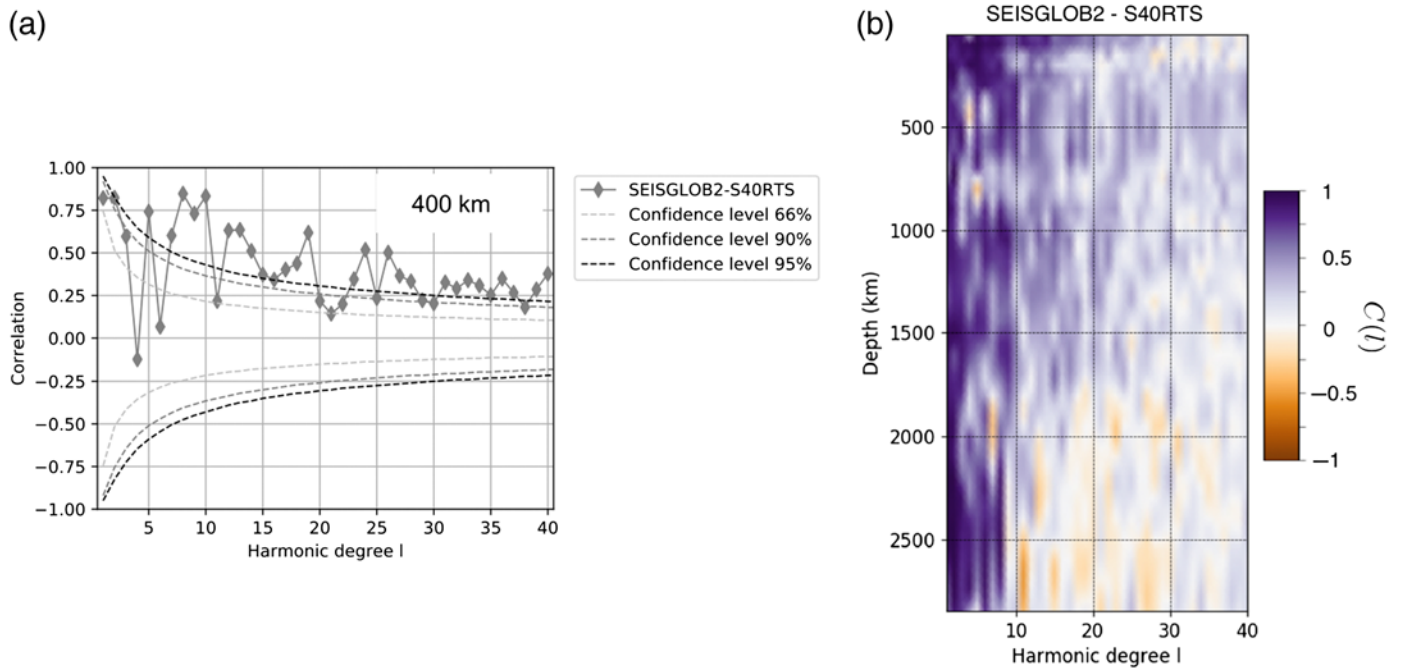 (a)
1.00
0.75
0.50
0.25
0.00
−0.25
−0.50
−0.75
−1.00
Correlation
5 10 15 20 25 30 35 40
Harmonic degree l
400 km
SEISGLOB2-S40RTS
Confidence level 66%
Confidence level 90%
Confidence level 95%
(b)
SEISGLOB2 - S40RTS
500
1000
1500
2000
2500
Depth (km)
10 20 30 40
Harmonic degree l
1
0.5
0
−0.5
−1
C(l)